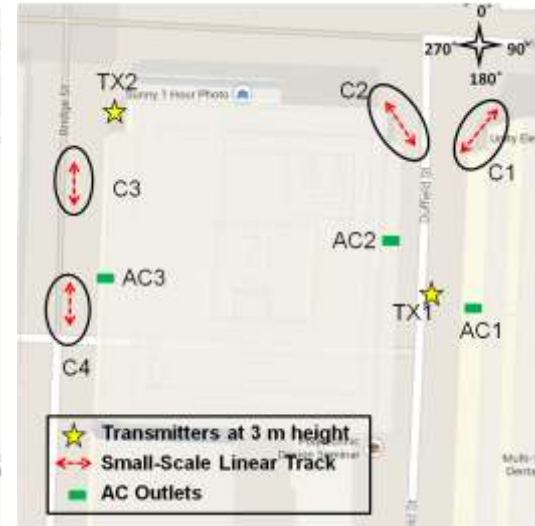 0°
270°
90°
180°
TX2
Sunny 1 Hour Photo
C2
Bridge St
C1
C3
Duffield St
AC2
AC3
TX1
AC1
C4
Transmitters at 3 m height
Small-Scale Linear Track
AC Outlets